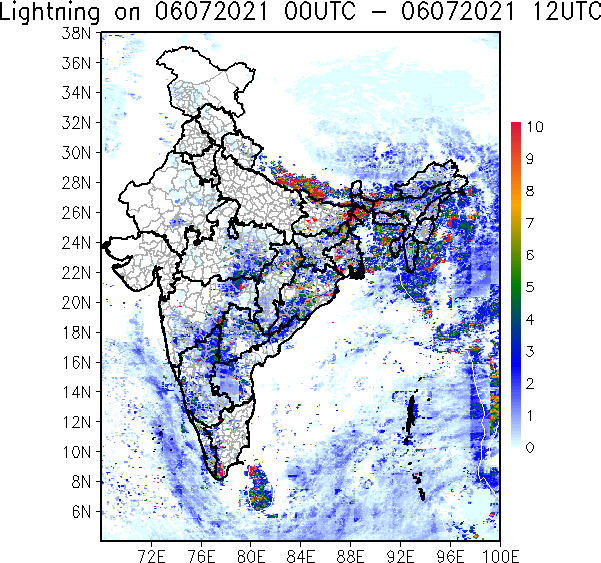 Lightning on 06072021 00UTC – 06072021 12UTC
38N
36N
34N
32N
30N
28N
26N
24N
22N
20N
18N
16N
14N
12N
10N
8N
6N
72E 76E 80E 84E 88E 92E 96E 100E
10
9
8
7
6
5
4
3
2
1
0